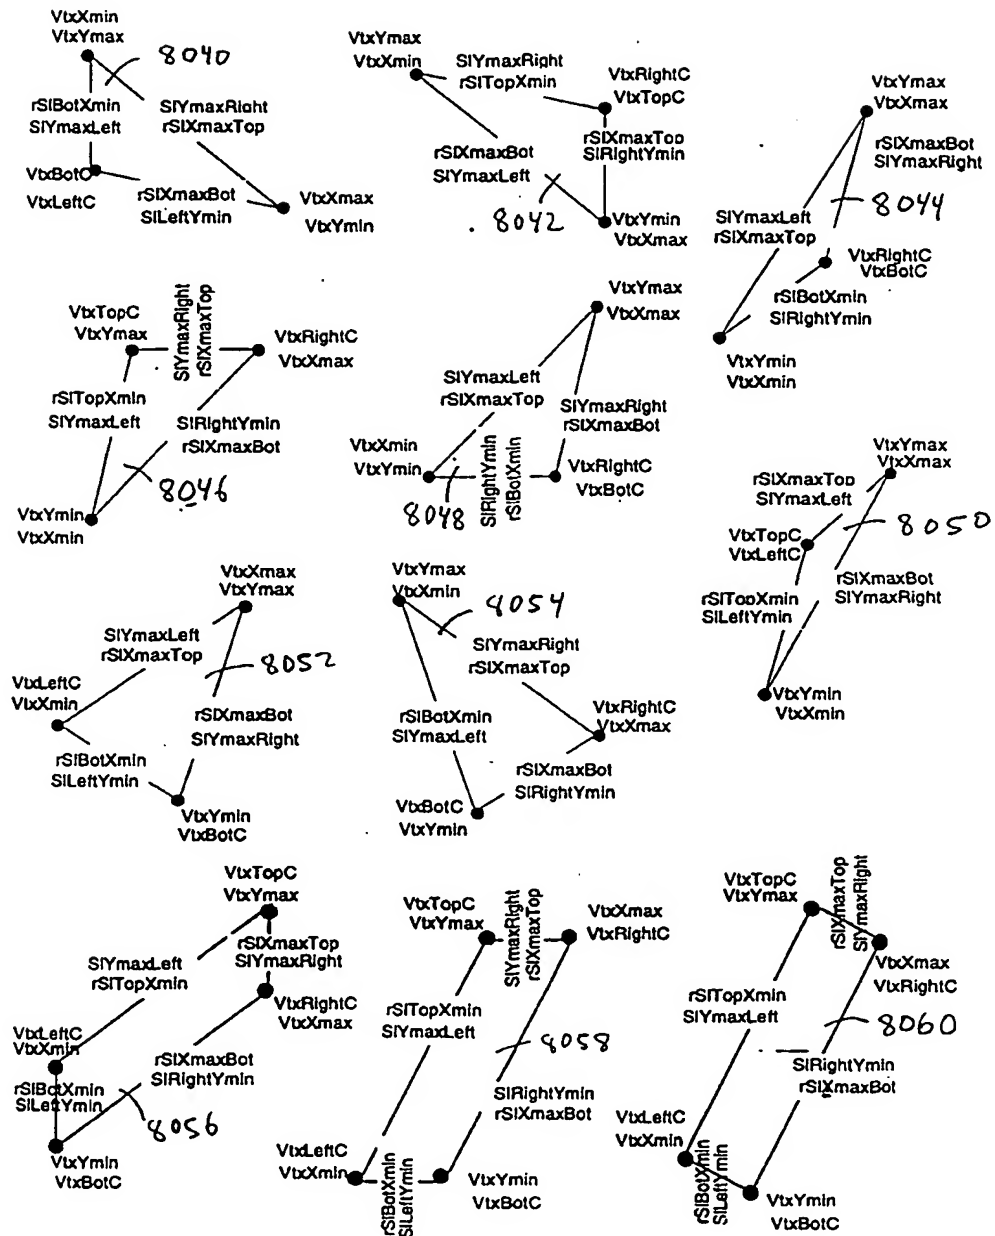 VtxXmin
VtxYmax
8040
rSlBotXmin
SlYmaxLeft
SlYmaxRight
rSlXmaxTop
VtxBotC
VtxLeftC
rSlXmaxBot
SlLeftYmin
VtxXmax
VtxYmin
VtxYmax
VtxXmin
SlYmaxRight
rSlTopXmin
VtxRightC
VtxTopC
rSlXmaxTop
SlRightYmin
rSlXmaxBot
SlYmaxLeft
8042
VtxYmin
VtxXmax
VtxYmax
VtxXmax
rSlXmaxBot
SlYmaxRight
8044
SlYmaxLeft
rSlXmaxTop
VtxRightC
VtxBotC
rSlBotXmin
SlRightYmin
VtxYmin
VtxXmin
VtxTopC
VtxYmax
SlYmaxRight
rSlXmaxTop
VtxRightC
VtxXmax
rSlTopXmin
SlYmaxLeft
SlRightYmin
rSlXmaxBot
8046
VtxYmin
VtxXmin
VtxYmax
VtxXmax
SlYmaxLeft
rSlXmaxTop
SlYmaxRight
rSlXmaxBot
VtxXmin
VtxYmin
8048
SlRightYmin
rSlBotXmin
VtxRightC
VtxBotC
VtxYmax
VtxXmax
rSlXmaxTop
SlYmaxLeft
8050
VtxTopC
VtxLeftC
rSlXmaxBot
SlYmaxRight
rSlTopXmin
SlLeftYmin
VtxYmin
VtxXmin
VtxXmax
VtxYmax
SlYmaxLeft
rSlXmaxTop
8052
VtxLeftC
VtxXmin
rSlXmaxBot
SlYmaxRight
rSlBotXmin
SlLeftYmin
VtxYmin
VtxBotC
VtxYmax
VtxXmin
8054
SlYmaxRight
rSlXmaxTop
VtxRightC
VtxXmax
rSlBotXmin
SlYmaxLeft
rSlXmaxBot
SlRightYmin
VtxBotC
VtxYmin
VtxTopC
VtxYmax
rSlXmaxTop
SlYmaxRight
SlYmaxLeft
rSlTopXmin
VtxRightC
VtxXmax
VtxLeftC
VtxXmin
rSlXmaxBot
SlRightYmin
rSlBotXmin
SlLeftYmin
8056
VtxYmin
VtxBotC
VtxTopC
VtxYmax
SlYmaxRight
rSlXmaxTop
VtxXmax
VtxRightC
rSlTopXmin
SlYmaxLeft
8058
SlRightYmin
rSlXmaxBot
VtxLeftC
VtxXmin
rSlBotXmin
SlLeftYmin
VtxYmin
VtxBotC
VtxTopC
VtxYmax
rSlXmaxTop
SlYmaxRight
VtxXmax
VtxRightC
rSlTopXmin
SlYmaxLeft
8060
SlRightYmin
rSlXmaxBot
VtxLeftC
VtxXmin
rSlBotXmin
SlLeftYmin
VtxYmin
VtxBotC